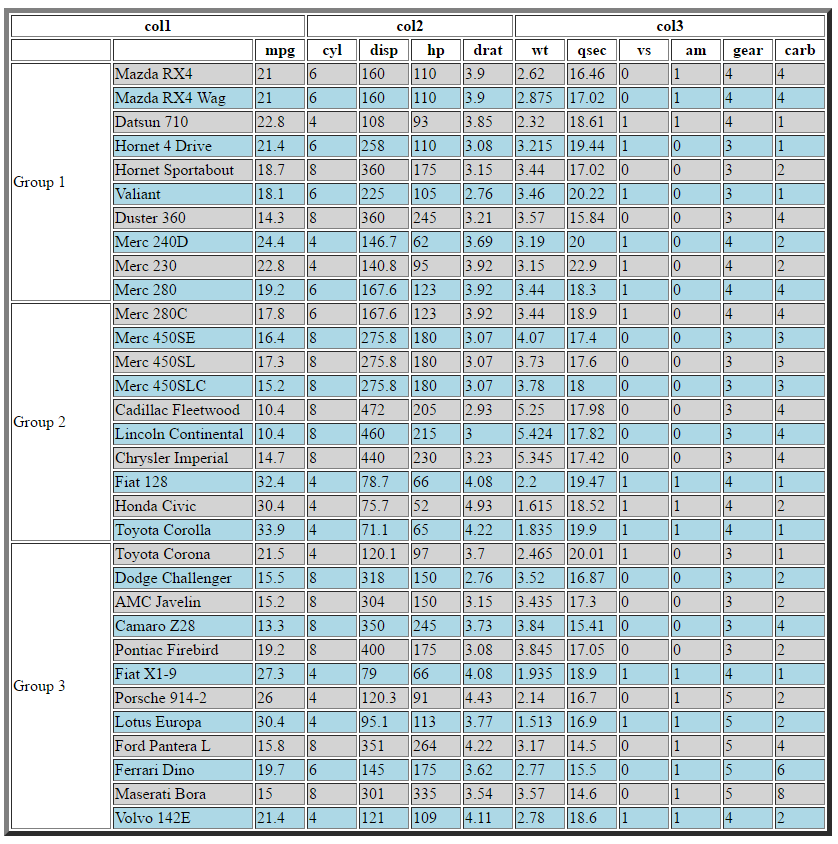 col1 col2 col3
mpg cyl disp hp drat wt qsec vs am gear carb
Mazda RX4 21 6 160 110 3.9 2.62 16.46 0 1 4 4
Mazda RX4 Wag 21 6 160 110 3.9 2.875 17.02 0 1 4 4
Datsun 710 22.8 4 108 93 3.85 2.32 18.61 1 1 4 1
Hornet 4 Drive 21.4 6 258 110 3.08 3.215 19.44 1 0 3 1
Hornet Sportabout 18.7 8 360 175 3.15 3.44 17.02 0 0 3 2
Group 1
Valiant 18.1 6 225 105 2.76 3.46 20.22 1 0 3 1
Duster 360 14.3 8 360 245 3.21 3.57 15.84 0 0 3 4
Merc 240D 24.4 4 146.7 62 3.69 3.19 20 1 0 4 2
Merc 230 22.8 4 140.8 95 3.92 3.15 22.9 1 0 4 2
Merc 280 19.2 6 167.6 123 3.92 3.44 18.3 1 0 4 4
Merc 280C 17.8 6 167.6 123 3.92 3.44 18.9 1 0 4 4
Merc 450SE 16.4 8 275.8 180 3.07 4.07 17.4 0 0 3 3
Merc 450SL 17.3 8 275.8 180 3.07 3.73 17.6 0 0 3 3
Merc 450SLC 15.2 8 275.8 180 3.07 3.78 18 0 0 3 3
Cadillac Fleetwood 10.4 8 472 205 2.93 5.25 17.98 0 0 3 4
Group 2
Lincoln Continental 10.4 8 460 215 3 5.424 17.82 0 0 3 4
Chrysler Imperial 14.7 8 440 230 3.23 5.345 17.42 0 0 3 4
Fiat 128 32.4 4 78.7 66 4.08 2.2 19.47 1 1 4 1
Honda Civic 30.4 4 75.7 52 4.93 1.615 18.52 1 1 4 2
Toyota Corolla 33.9 4 71.1 65 4.22 1.835 19.9 1 1 4 1
Toyota Corona 21.5 4 120.1 97 3.7 2.465 20.01 1 0 3 1
Dodge Challenger 15.5 8 318 150 2.76 3.52 16.87 0 0 3 2
AMC Javelin 15.2 8 304 150 3.15 3.435 17.3 0 0 3 2
Camaro Z28 13.3 8 350 245 3.73 3.84 15.41 0 0 3 4
Pontiac Firebird 19.2 8 400 175 3.08 3.845 17.05 0 0 3 2
Fiat X1-9 27.3 4 79 66 4.08 1.935 18.9 1 1 4 1
Group 3
Porsche 914-2 26 4 120.3 91 4.43 2.14 16.7 0 1 5 2
Lotus Europa 30.4 4 95.1 113 3.77 1.513 16.9 1 1 5 2
Ford Pantera L 15.8 8 351 264 4.22 3.17 14.5 0 1 5 4
Ferrari Dino 19.7 6 145 175 3.62 2.77 15.5 0 1 5 6
Maserati Bora 15 8 301 335 3.54 3.57 14.6 0 1 5 8
Volvo 142E 21.4 4 121 109 4.11 2.78 18.6 1 1 4 2